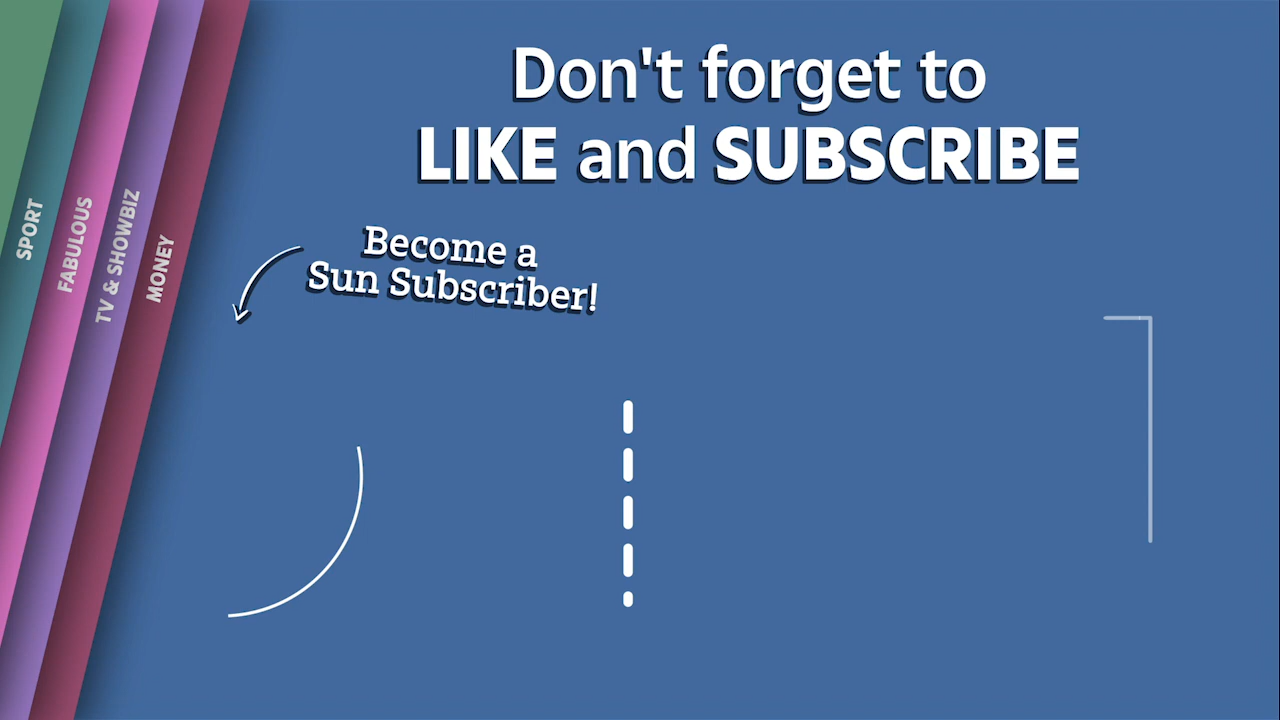 Don't forget to
LIKE and SUBSCRIBE
Become a
Sun Subscriber!
SPORT
FABULOUS
TV & SHOWBIZ
MONEY